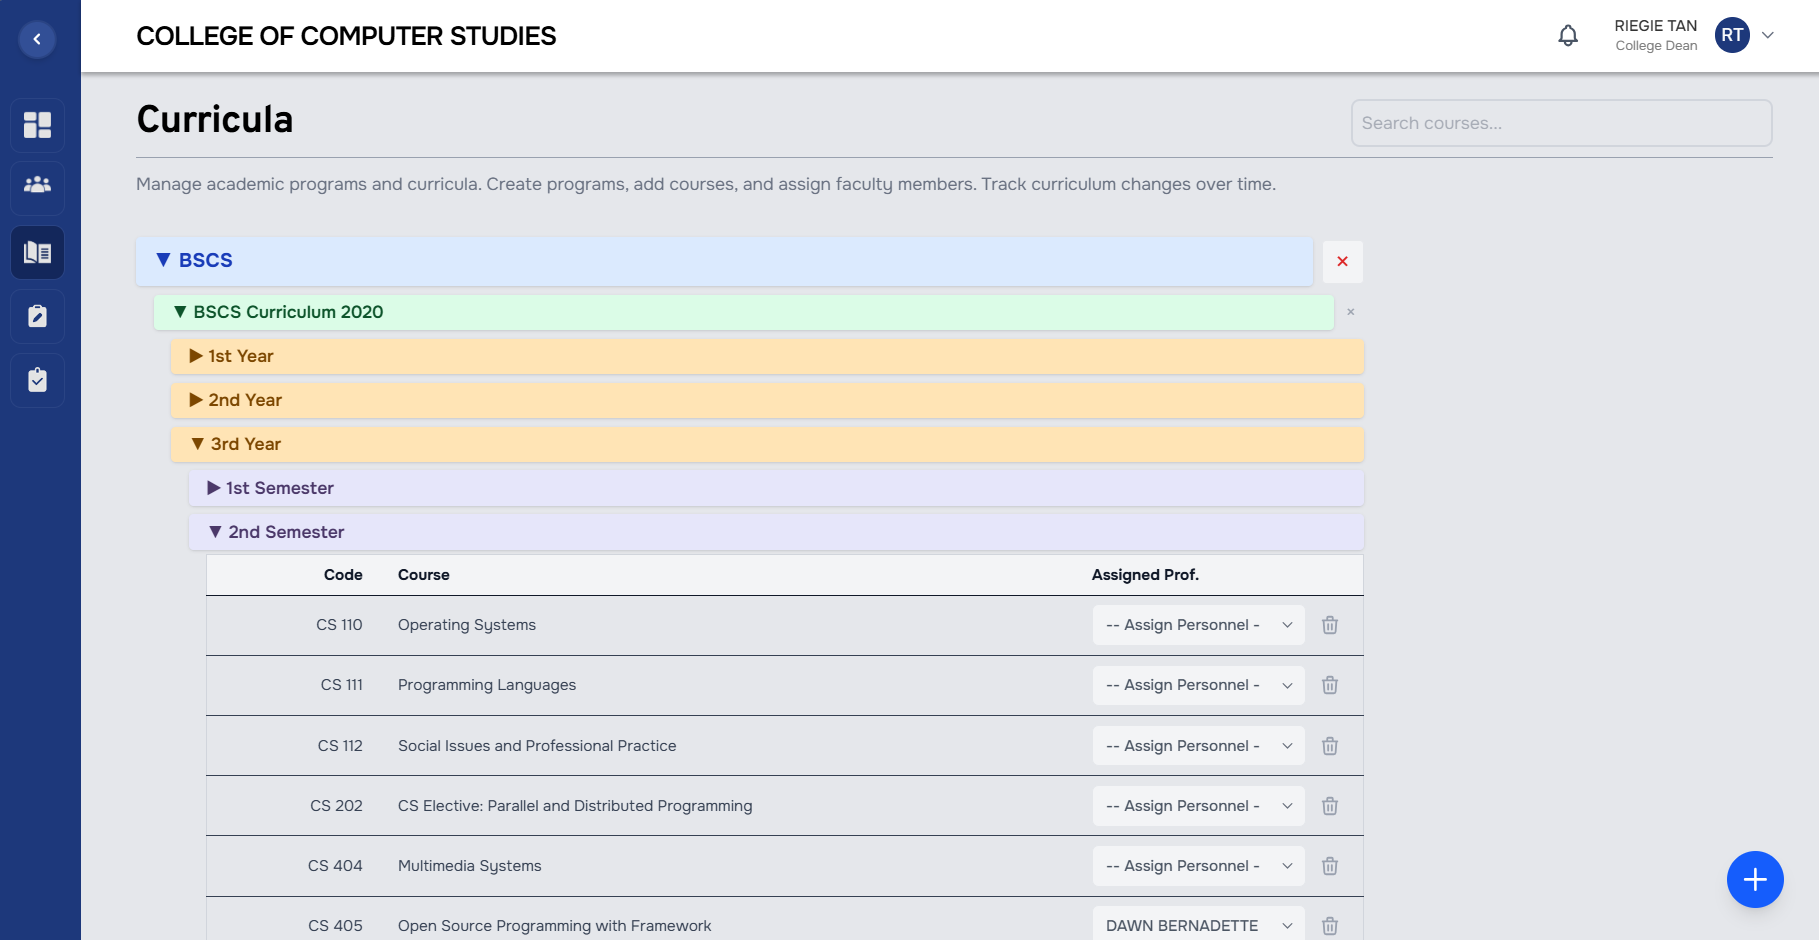 COLLEGE OF COMPUTER STUDIES
RIEGIE TAN
College Dean
RT
Curricula
Search courses...
Manage academic programs and curricula. Create programs, add courses, and assign faculty members. Track curriculum changes over time.
▼ BSCS
×
▼ BSCS Curriculum 2020
×
▶ 1st Year
▶ 2nd Year
▼ 3rd Year
▶ 1st Semester
▼ 2nd Semester
Code Course Assigned Prof.
CS 110 Operating Systems -- Assign Personnel -
CS 111 Programming Languages -- Assign Personnel -
CS 112 Social Issues and Professional Practice -- Assign Personnel -
CS 202 CS Elective: Parallel and Distributed Programming -- Assign Personnel -
CS 404 Multimedia Systems -- Assign Personnel -
CS 405 Open Source Programming with Framework DAWN BERNADETTE